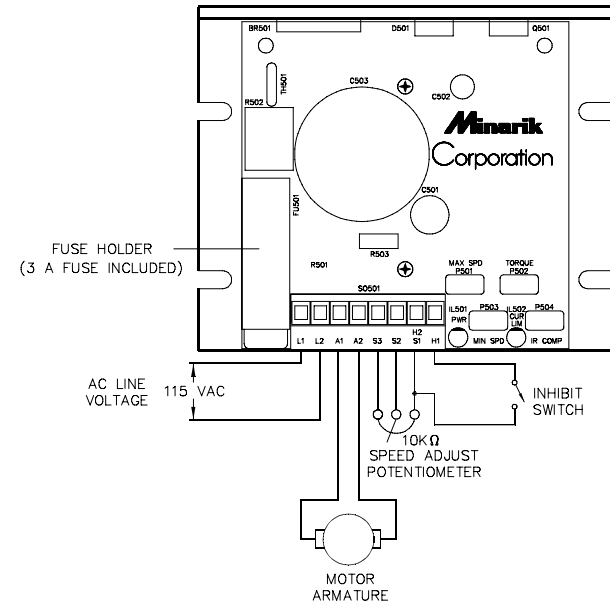 BR501
D501
Q501
TH501
C503
C502
R502
Minarik
Corporation
C501
FU501
R503
FUSE HOLDER
(3 A FUSE INCLUDED)
R501
MAX SPD
P501
TORQUE
P502
SO501
IL501
PWR
P503
IL502
CUR
LIM
P504
H2
L1 L2 A1 A2 S3 S2 S1 H1
MIN SPD
IR COMP
AC LINE
VOLTAGE
115 VAC
INHIBIT
SWITCH
10KΩ
SPEED ADJUST
POTENTIOMETER
MOTOR
ARMATURE